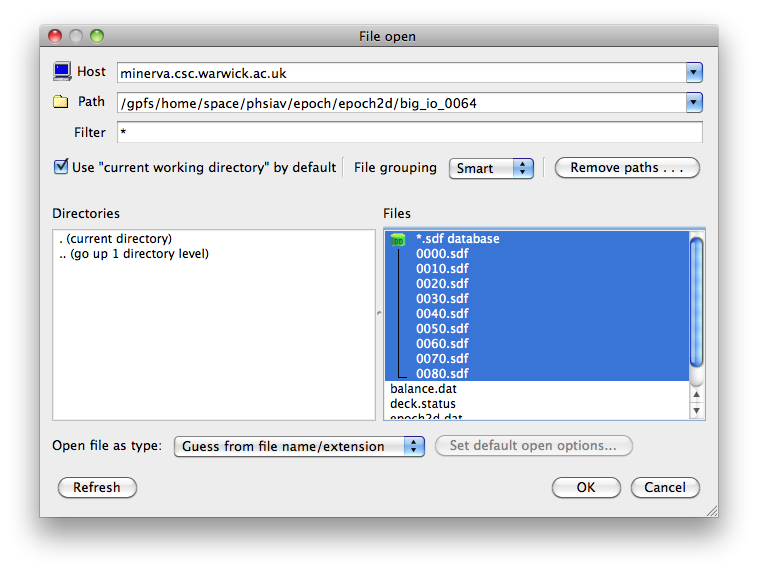 File open
Host minerva.csc.warwick.ac.uk
Path /gpfs/home/space/phsiav/epoch/epoch2d/big_io_0064
Filter *
Use "current working directory" by default File grouping Smart Remove paths . . .
Directories Files
. (current directory)
.. (go up 1 directory level)
DB *.sdf database
0000.sdf
0010.sdf
0020.sdf
0030.sdf
0040.sdf
0050.sdf
0060.sdf
0070.sdf
0080.sdf
balance.dat
deck.status
epoch2d.dat
Open file as type: Guess from file name/extension Set default open options...
Refresh OK Cancel